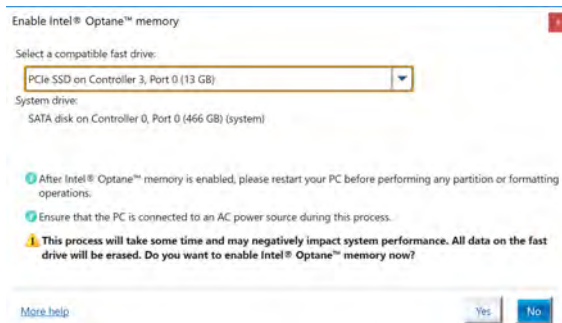 Enable Intel® Optane™ memory
Select a compatible fast drive:
PCIe SSD on Controller 3, Port 0 (13 GB)
System drive:
SATA disk on Controller 0, Port 0 (466 GB) (system)
After Intel® Optane™ memory is enabled, please restart your PC before performing any partition or formatting
operations.
Ensure that the PC is connected to an AC power source during this process.
This process will take some time and may negatively impact system performance. All data on the fast
drive will be erased. Do you want to enable Intel® Optane™ memory now?
More help
Yes
No